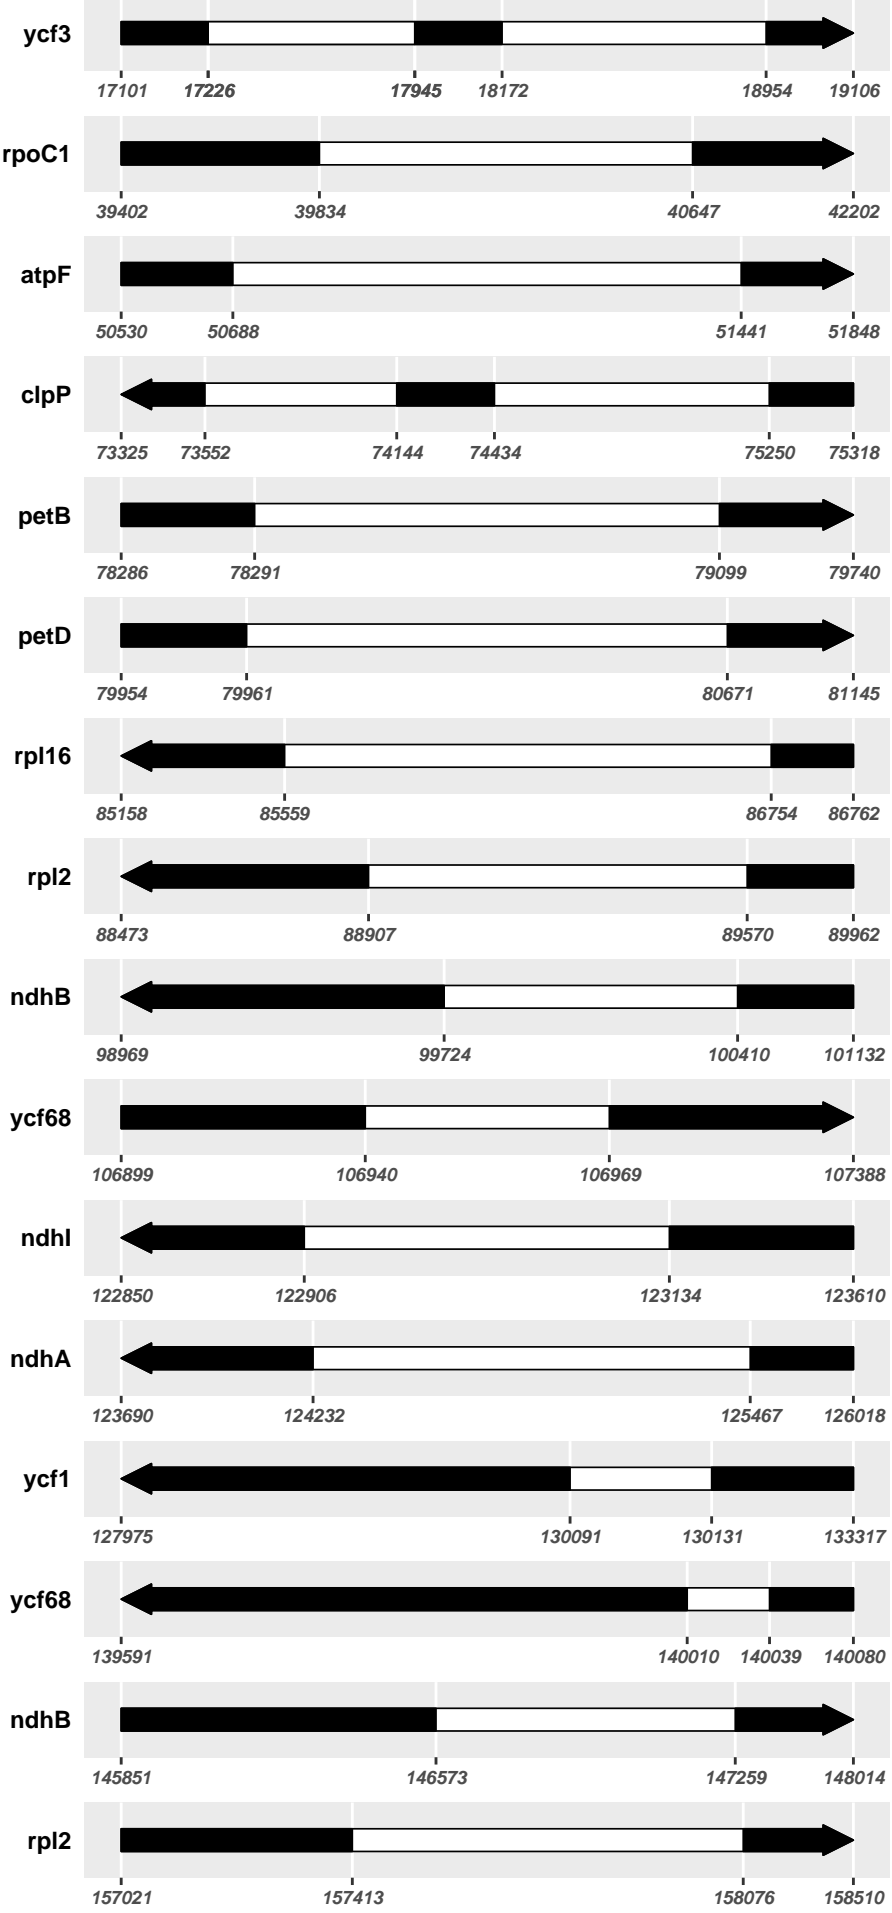 ycf3
17101 17226 17945 18172 18954 19106
rpoC1
39402 39834 40647 42202
atpF
50530 50688 51441 51848
clpP
73325 73552 74144 74434 75250 75318
petB
78286 78291 79099 79740
petD
79954 79961 80671 81145
rpl16
85158 85559 86754 86762
rpl2
88473 88907 89570 89962
ndhB
98969 99724 100410 101132
ycf68
106899 106940 106969 107388
ndhI
122850 122906 123134 123610
ndhA
123690 124232 125467 126018
ycf1
127975 130091 130131 133317
ycf68
139591 140010 140039 140080
ndhB
145851 146573 147259 148014
rpl2
157021 157413 158076 158510